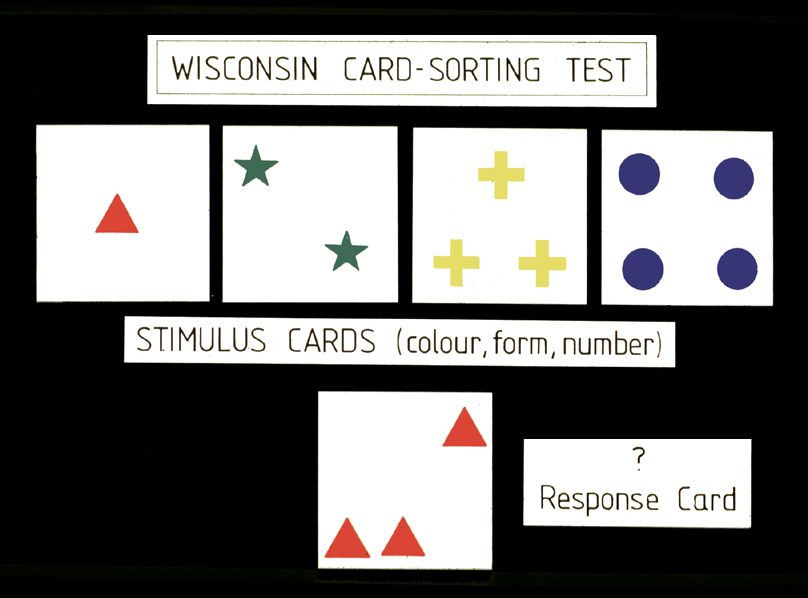 WISCONSIN CARD-SORTING TEST
STIMULUS CARDS (colour, form, number)
?
Response Card